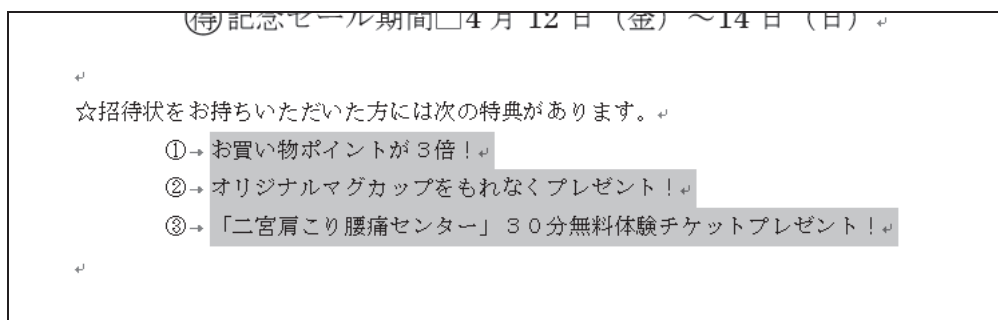 ㊕記念セール期間□4月12日（金）～14日（日）↵
↵
☆招待状をお持ちいただいた方には次の特典があります。↵
①→お買い物ポイントが３倍！↵
②→オリジナルマグカップをもれなくプレゼント！↵
③→「二宮肩こり腰痛センター」３０分無料体験チケットプレゼント！↵
↵